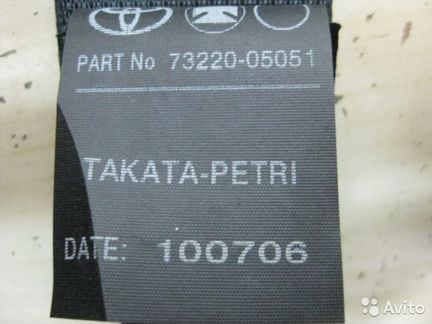 PART No 73220-05051
TAKATA-PETRI
DATE: 100706
Avito